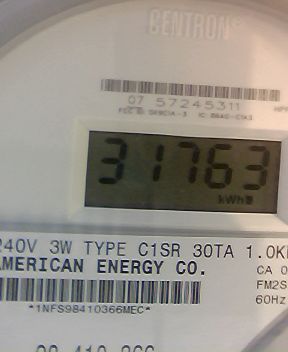 CENTRON®
07 57245311
31763
kWh
240V 3W TYPE C1SR 30TA 1.0K
AMERICAN ENERGY CO.
CA 0
FM2S
60Hz
*1NFS98410366MEC*